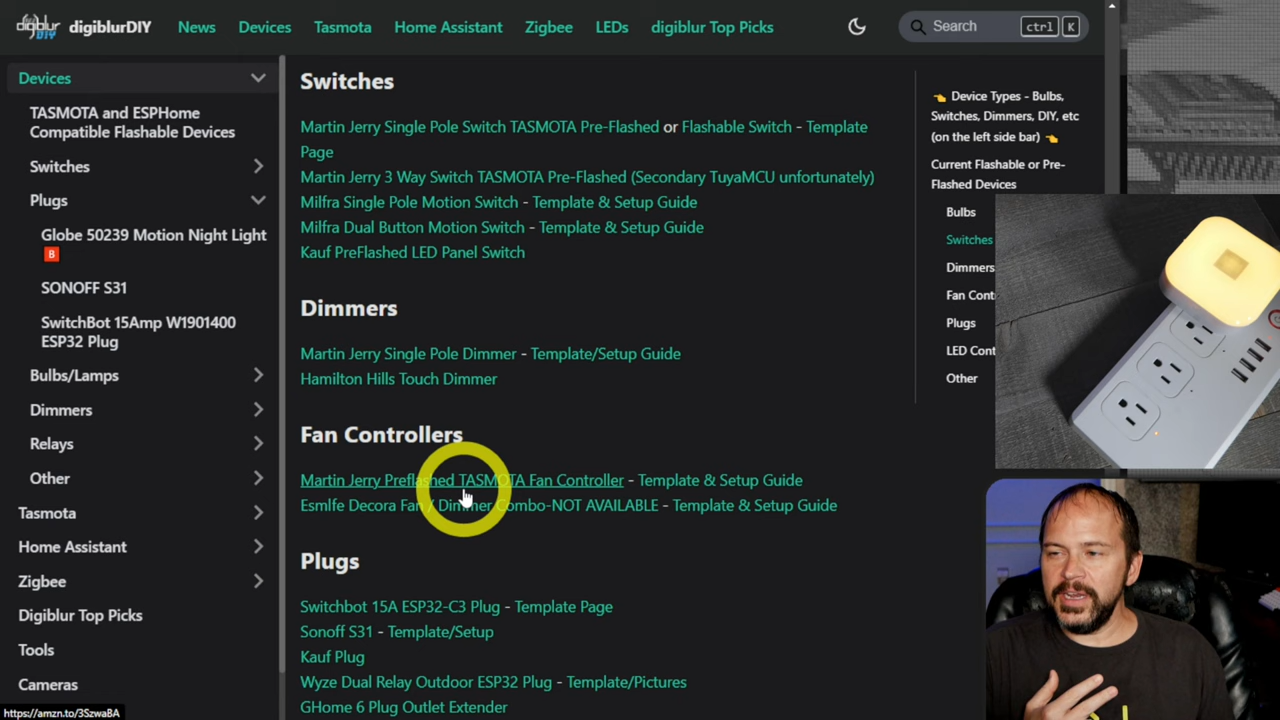 digiblur
DIY
digiblurDIY
News
Devices
Tasmota
Home Assistant
Zigbee
LEDs
digiblur Top Picks
Search
ctrl
K
Devices
TASMOTA and ESPHome
Compatible Flashable Devices
Switches
Plugs
Globe 50239 Motion Night Light
B
SONOFF S31
SwitchBot 15Amp W1901400
ESP32 Plug
Bulbs/Lamps
Dimmers
Relays
Other
Tasmota
Home Assistant
Zigbee
Digiblur Top Picks
Tools
Cameras
https://amzn.to/3SzwaBA
Switches
Martin Jerry Single Pole Switch TASMOTA Pre-Flashed or Flashable Switch - Template
Page
Martin Jerry 3 Way Switch TASMOTA Pre-Flashed (Secondary TuyaMCU unfortunately)
Milfra Single Pole Motion Switch - Template & Setup Guide
Milfra Dual Button Motion Switch - Template & Setup Guide
Kauf PreFlashed LED Panel Switch
Dimmers
Martin Jerry Single Pole Dimmer - Template/Setup Guide
Hamilton Hills Touch Dimmer
Fan Controllers
Martin Jerry Preflashed TASMOTA Fan Controller - Template & Setup Guide
Esmlfe Decora Fan / Dimmer Combo-NOT AVAILABLE - Template & Setup Guide
Plugs
Switchbot 15A ESP32-C3 Plug - Template Page
Sonoff S31 - Template/Setup
Kauf Plug
Wyze Dual Relay Outdoor ESP32 Plug - Template/Pictures
GHome 6 Plug Outlet Extender
Device Types - Bulbs,
Switches, Dimmers, DIY, etc
(on the left side bar)
Current Flashable or Pre-
Flashed Devices
Bulbs
Switches
Dimmers
Fan Cont
Plugs
LED Cont
Other